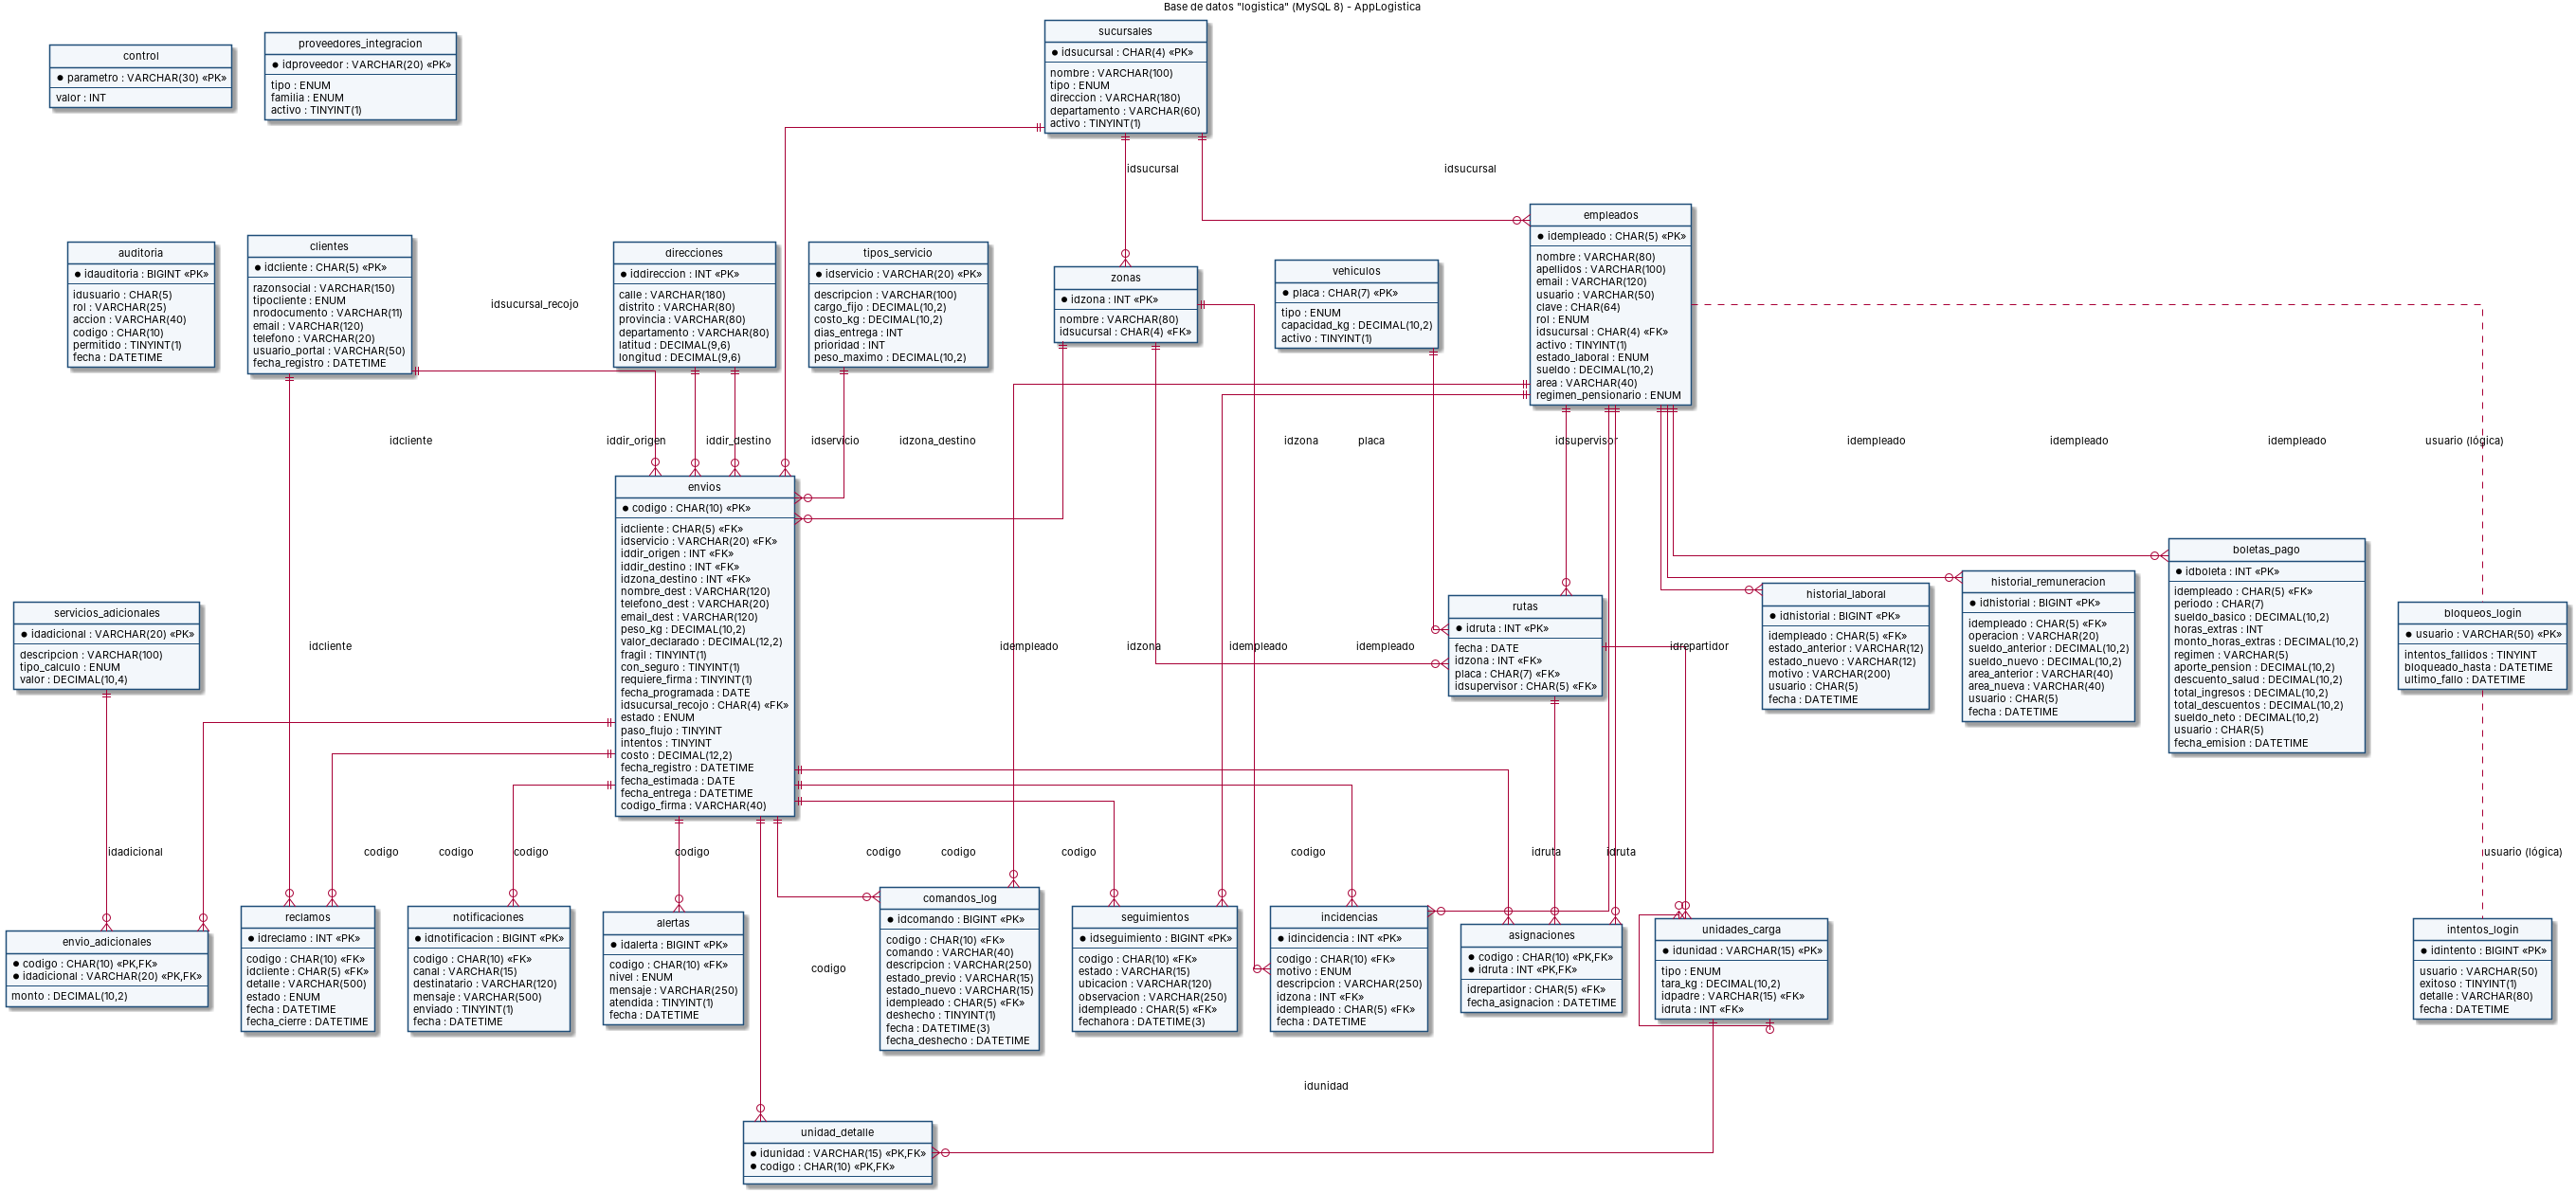 Base de datos "logistica" (MySQL 8) - AppLogistica
control
parametro : VARCHAR(30) «PK»
valor : INT
proveedores_integracion
idproveedor : VARCHAR(20) «PK»
tipo : ENUM
familia : ENUM
activo : TINYINT(1)
sucursales
idsucursal : CHAR(4) «PK»
nombre : VARCHAR(100)
tipo : ENUM
direccion : VARCHAR(180)
departamento : VARCHAR(60)
activo : TINYINT(1)
idsucursal
idsucursal
auditoria
idauditoria : BIGINT «PK»
idusuario : CHAR(5)
rol : VARCHAR(25)
accion : VARCHAR(40)
codigo : CHAR(10)
permitido : TINYINT(1)
fecha : DATETIME
clientes
idcliente : CHAR(5) «PK»
razonsocial : VARCHAR(150)
tipocliente : ENUM
nrodocumento : VARCHAR(11)
email : VARCHAR(120)
telefono : VARCHAR(20)
usuario_portal : VARCHAR(50)
fecha_registro : DATETIME
idsucursal_recojo
direcciones
iddireccion : INT «PK»
calle : VARCHAR(180)
distrito : VARCHAR(80)
provincia : VARCHAR(80)
departamento : VARCHAR(80)
latitud : DECIMAL(9,6)
longitud : DECIMAL(9,6)
tipos_servicio
idservicio : VARCHAR(20) «PK»
descripcion : VARCHAR(100)
cargo_fijo : DECIMAL(10,2)
costo_kg : DECIMAL(10,2)
dias_entrega : INT
prioridad : INT
peso_maximo : DECIMAL(10,2)
zonas
idzona : INT «PK»
nombre : VARCHAR(80)
idsucursal : CHAR(4) «FK»
vehiculos
placa : CHAR(7) «PK»
tipo : ENUM
capacidad_kg : DECIMAL(10,2)
activo : TINYINT(1)
empleados
idempleado : CHAR(5) «PK»
nombre : VARCHAR(80)
apellidos : VARCHAR(100)
email : VARCHAR(120)
usuario : VARCHAR(50)
clave : CHAR(64)
rol : ENUM
idsucursal : CHAR(4) «FK»
activo : TINYINT(1)
estado_laboral : ENUM
sueldo : DECIMAL(10,2)
area : VARCHAR(40)
regimen_pensionario : ENUM
idcliente
iddir_origen
iddir_destino
idservicio
idzona_destino
idzona
placa
idsupervisor
idempleado
idempleado
idempleado
usuario (lógica)
envios
codigo : CHAR(10) «PK»
idcliente : CHAR(5) «FK»
idservicio : VARCHAR(20) «FK»
iddir_origen : INT «FK»
iddir_destino : INT «FK»
idzona_destino : INT «FK»
nombre_dest : VARCHAR(120)
telefono_dest : VARCHAR(20)
email_dest : VARCHAR(120)
peso_kg : DECIMAL(10,2)
valor_declarado : DECIMAL(12,2)
fragil : TINYINT(1)
con_seguro : TINYINT(1)
requiere_firma : TINYINT(1)
fecha_programada : DATE
idsucursal_recojo : CHAR(4) «FK»
estado : ENUM
paso_flujo : TINYINT
intentos : TINYINT
costo : DECIMAL(12,2)
fecha_registro : DATETIME
fecha_estimada : DATE
fecha_entrega : DATETIME
codigo_firma : VARCHAR(40)
servicios_adicionales
idadicional : VARCHAR(20) «PK»
descripcion : VARCHAR(100)
tipo_calculo : ENUM
valor : DECIMAL(10,4)
idcliente
idempleado
idzona
idempleado
idempleado
rutas
idruta : INT «PK»
fecha : DATE
idzona : INT «FK»
placa : CHAR(7) «FK»
idsupervisor : CHAR(5) «FK»
idrepartidor
historial_laboral
idhistorial : BIGINT «PK»
idempleado : CHAR(5) «FK»
estado_anterior : VARCHAR(12)
estado_nuevo : VARCHAR(12)
motivo : VARCHAR(200)
usuario : CHAR(5)
fecha : DATETIME
historial_remuneracion
idhistorial : BIGINT «PK»
idempleado : CHAR(5) «FK»
operacion : VARCHAR(20)
sueldo_anterior : DECIMAL(10,2)
sueldo_nuevo : DECIMAL(10,2)
area_anterior : VARCHAR(40)
area_nueva : VARCHAR(40)
usuario : CHAR(5)
fecha : DATETIME
boletas_pago
idboleta : INT «PK»
idempleado : CHAR(5) «FK»
periodo : CHAR(7)
sueldo_basico : DECIMAL(10,2)
horas_extras : INT
monto_horas_extras : DECIMAL(10,2)
regimen : VARCHAR(5)
aporte_pension : DECIMAL(10,2)
descuento_salud : DECIMAL(10,2)
total_ingresos : DECIMAL(10,2)
total_descuentos : DECIMAL(10,2)
sueldo_neto : DECIMAL(10,2)
usuario : CHAR(5)
fecha_emision : DATETIME
bloqueos_login
usuario : VARCHAR(50) «PK»
intentos_fallidos : TINYINT
bloqueado_hasta : DATETIME
ultimo_fallo : DATETIME
idadicional
codigo
codigo
codigo
codigo
codigo
codigo
codigo
codigo
idruta
idruta
usuario (lógica)
envio_adicionales
codigo : CHAR(10) «PK,FK»
idadicional : VARCHAR(20) «PK,FK»
monto : DECIMAL(10,2)
reclamos
idreclamo : INT «PK»
codigo : CHAR(10) «FK»
idcliente : CHAR(5) «FK»
detalle : VARCHAR(500)
estado : ENUM
fecha : DATETIME
fecha_cierre : DATETIME
notificaciones
idnotificacion : BIGINT «PK»
codigo : CHAR(10) «FK»
canal : VARCHAR(15)
destinatario : VARCHAR(120)
mensaje : VARCHAR(500)
enviado : TINYINT(1)
fecha : DATETIME
alertas
idalerta : BIGINT «PK»
codigo : CHAR(10) «FK»
nivel : ENUM
mensaje : VARCHAR(250)
atendida : TINYINT(1)
fecha : DATETIME
codigo
comandos_log
idcomando : BIGINT «PK»
codigo : CHAR(10) «FK»
comando : VARCHAR(40)
descripcion : VARCHAR(250)
estado_previo : VARCHAR(15)
estado_nuevo : VARCHAR(15)
idempleado : CHAR(5) «FK»
deshecho : TINYINT(1)
fecha : DATETIME(3)
fecha_deshecho : DATETIME
seguimientos
idseguimiento : BIGINT «PK»
codigo : CHAR(10) «FK»
estado : VARCHAR(15)
ubicacion : VARCHAR(120)
observacion : VARCHAR(250)
idempleado : CHAR(5) «FK»
fechahora : DATETIME(3)
incidencias
idincidencia : INT «PK»
codigo : CHAR(10) «FK»
motivo : ENUM
descripcion : VARCHAR(250)
idzona : INT «FK»
idempleado : CHAR(5) «FK»
fecha : DATETIME
asignaciones
codigo : CHAR(10) «PK,FK»
idruta : INT «PK,FK»
idrepartidor : CHAR(5) «FK»
fecha_asignacion : DATETIME
unidades_carga
idunidad : VARCHAR(15) «PK»
tipo : ENUM
tara_kg : DECIMAL(10,2)
idpadre : VARCHAR(15) «FK»
idruta : INT «FK»
intentos_login
idintento : BIGINT «PK»
usuario : VARCHAR(50)
exitoso : TINYINT(1)
detalle : VARCHAR(80)
fecha : DATETIME
idunidad
unidad_detalle
idunidad : VARCHAR(15) «PK,FK»
codigo : CHAR(10) «PK,FK»